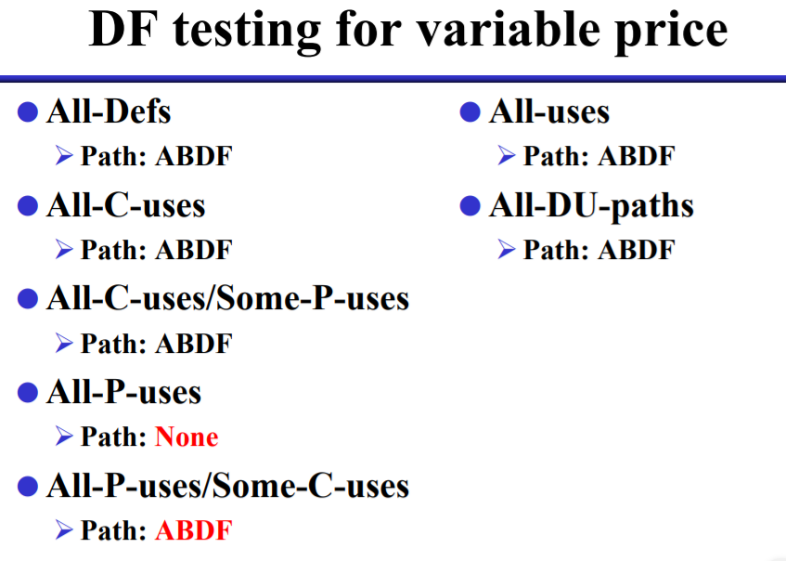 DF testing for variable price
● All-Defs
➢ Path: ABDF
● All-C-uses
➢ Path: ABDF
● All-C-uses/Some-P-uses
➢ Path: ABDF
● All-P-uses
➢ Path: None
● All-P-uses/Some-C-uses
➢ Path: ABDF
● All-uses
➢ Path: ABDF
● All-DU-paths
➢ Path: ABDF